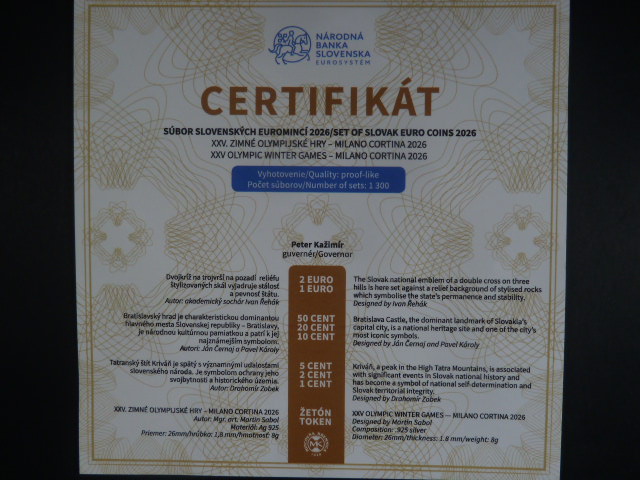 NÁRODNÁ
BANKA
SLOVENSKA
EUROSYSTÉM
CERTIFIKÁT
SÚBOR SLOVENSKÝCH EUROMINCÍ 2026/SET OF SLOVAK EURO COINS 2026
XXV. ZIMNÉ OLYMPIJSKÉ HRY – MILANO CORTINA 2026
XXV OLYMPIC WINTER GAMES – MILANO CORTINA 2026
Vyhotovenie/Quality: proof-like
Počet súborov/Number of sets: 1 300
Peter Kažimír
guvernér/Governor
Dvojkríž na trojvrší na pozadí reliéfu
štylizovaných skál vyjadruje stálosť
a pevnosť štátu.
Autor: akademický sochár Ivan Řehák
2 EURO
1 EURO
The Slovak national emblem of a double cross on three
hills is here set against a relief background of stylised rocks
which symbolise the state's permanence and stability.
Designed by Ivan Řehák
Bratislavský hrad je charakteristickou dominantou
hlavného mesta Slovenskej republiky – Bratislavy,
je národnou kultúrnou pamiatkou a patrí k jej
najznámejším symbolom.
Autori: Ján Černaj a Pavel Károly
50 CENT
20 CENT
10 CENT
Bratislava Castle, the dominant landmark of Slovakia's
capital city, is a national heritage site and one of the city's
most iconic symbols.
Designed by Ján Černaj and Pavel Károly
Tatranský štít Kriváň je spätý s významnými udalosťami
slovenského národa. Je symbolom ochrany jeho
svojbytnosti a historického územia.
Autor: Drahomír Zobek
5 CENT
2 CENT
1 CENT
Kriváň, a peak in the High Tatra Mountains, is associated
with significant events in Slovak national history and
has become a symbol of national self-determination and
Slovak territorial integrity.
Designed by Drahomír Zobek
XXV. ZIMNÉ OLYMPIJSKÉ HRY – MILANO CORTINA 2026
Autor: Mgr. art. Martin Sabol
Materiál: Ag 925
Priemer: 26mm/hrúbka: 1,8 mm/hmotnosť: 8g
ŽETÓN
TOKEN
MK
XXV OLYMPIC WINTER GAMES — MILANO CORTINA 2026
Designed by Martin Sabol
Composition: .925 silver
Diameter: 26mm/thickness: 1.8 mm/weight: 8g